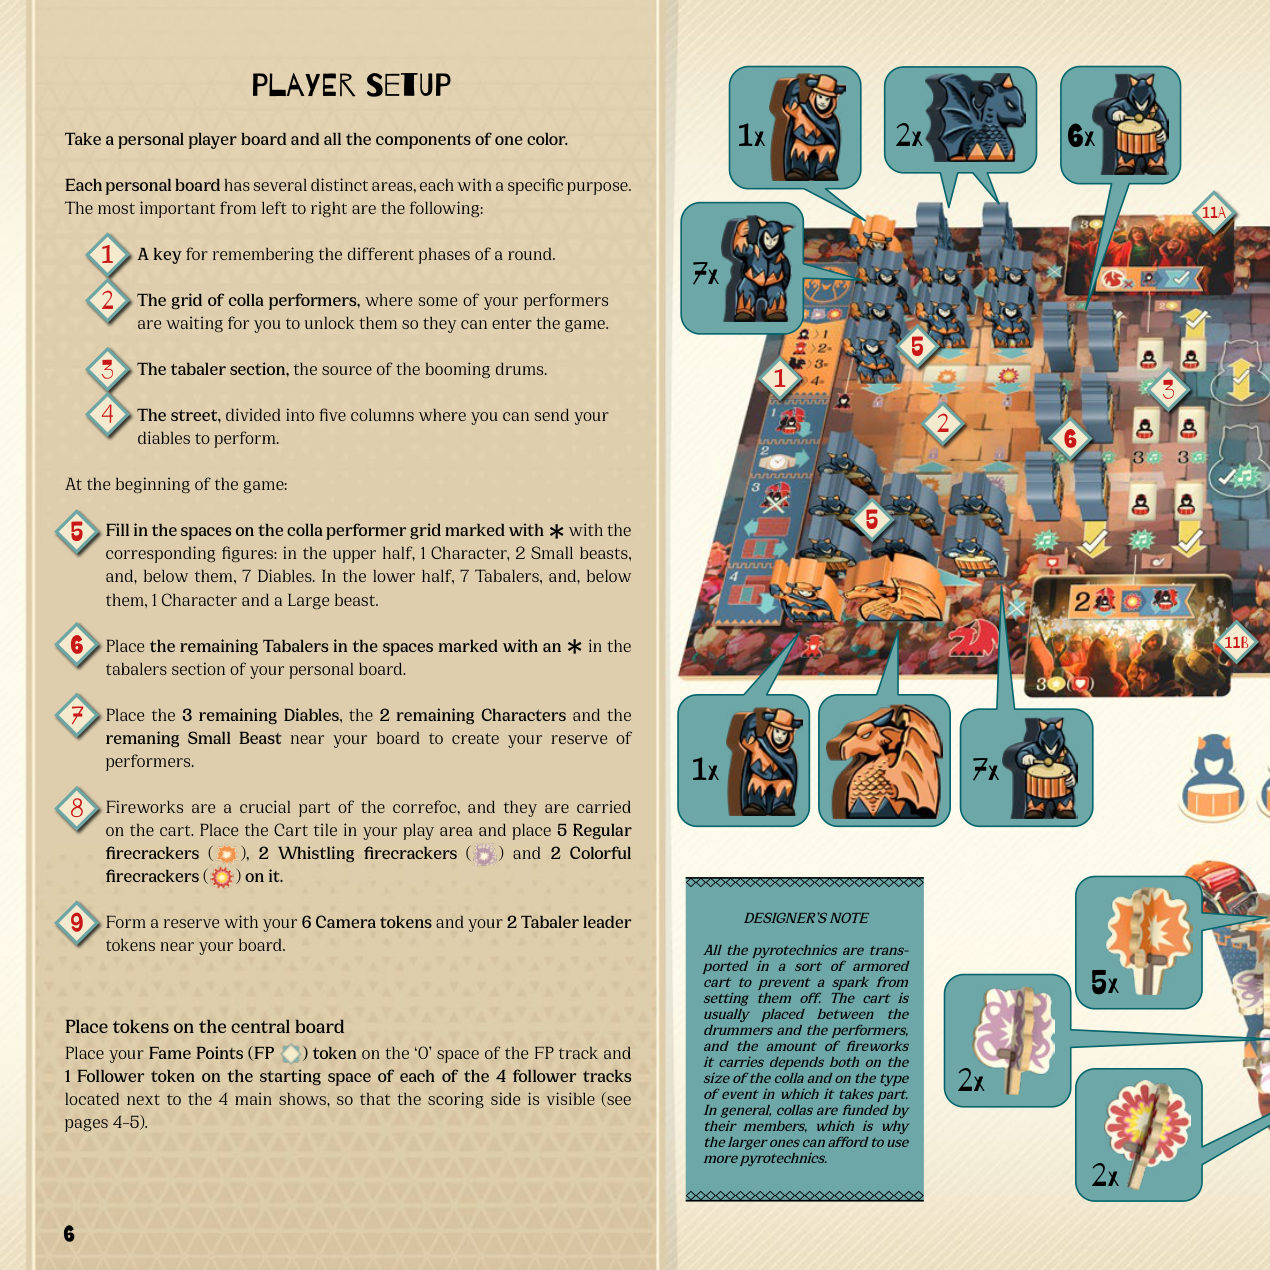 PLAYER SETUP
Take a personal player board and all the components of one color.
Each personal board has several distinct areas, each with a specific purpose.
The most important from left to right are the following:
1 A key for remembering the different phases of a round.
2 The grid of colla performers, where some of your performers
are waiting for you to unlock them so they can enter the game.
3 The tabaler section, the source of the booming drums.
4 The street, divided into five columns where you can send your
diables to perform.
At the beginning of the game:
5 Fill in the spaces on the colla performer grid marked with * with the
corresponding figures: in the upper half, 1 Character, 2 Small beasts,
and, below them, 7 Diables. In the lower half, 7 Tabalers, and, below
them, 1 Character and a Large beast.
6 Place the remaining Tabalers in the spaces marked with an * in the
tabalers section of your personal board.
7 Place the 3 remaining Diables, the 2 remaining Characters and the
remaning Small Beast near your board to create your reserve of
performers.
8 Fireworks are a crucial part of the correfoc, and they are carried
on the cart. Place the Cart tile in your play area and place 5 Regular
firecrackers ( ), 2 Whistling firecrackers ( ) and 2 Colorful
firecrackers ( ) on it.
9 Form a reserve with your 6 Camera tokens and your 2 Tabaler leader
tokens near your board.
Place tokens on the central board
Place your Fame Points (FP ) token on the ‘0’ space of the FP track and
1 Follower token on the starting space of each of the 4 follower tracks
located next to the 4 main shows, so that the scoring side is visible (see
pages 4-5).
6
1x
2x
6x
7x
11A
5
1
3
2
6
5
1
2
3
4
3
3
3
2
11B
3
1x
7x
DESIGNER'S NOTE
All the pyrotechnics are trans-
ported in a sort of armored
cart to prevent a spark from
setting them off. The cart is
usually placed between the
drummers and the performers,
and the amount of fireworks
it carries depends both on the
size of the colla and on the type
of event in which it takes part.
In general, collas are funded by
their members, which is why
the larger ones can afford to use
more pyrotechnics.
5x
2x
2x